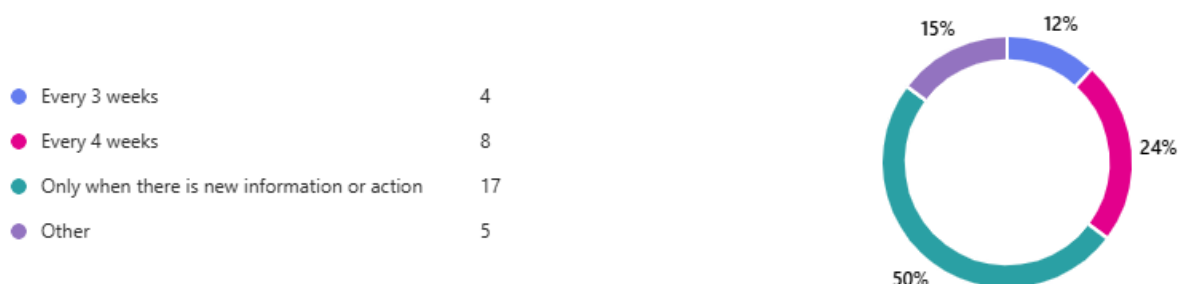 15%
12%
Every 3 weeks 4
Every 4 weeks 8
24%
Only when there is new information or action 17
Other 5
50%